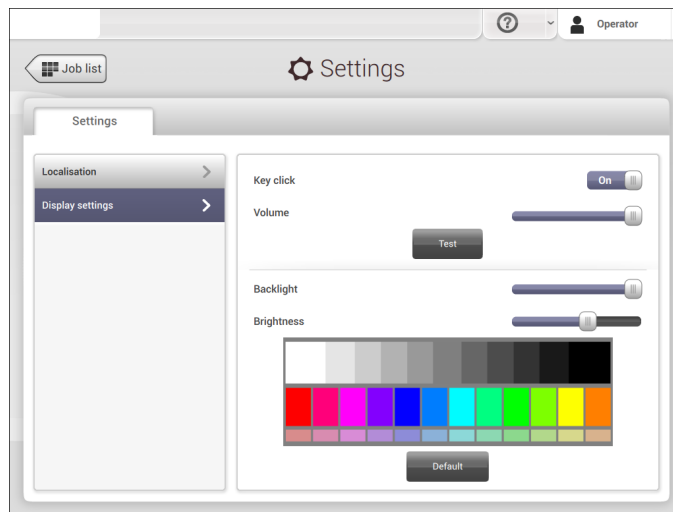 ?
Operator
Job list
Settings
Settings
Localisation
Display settings
Key click
On
Volume
Test
Backlight
Brightness
Default